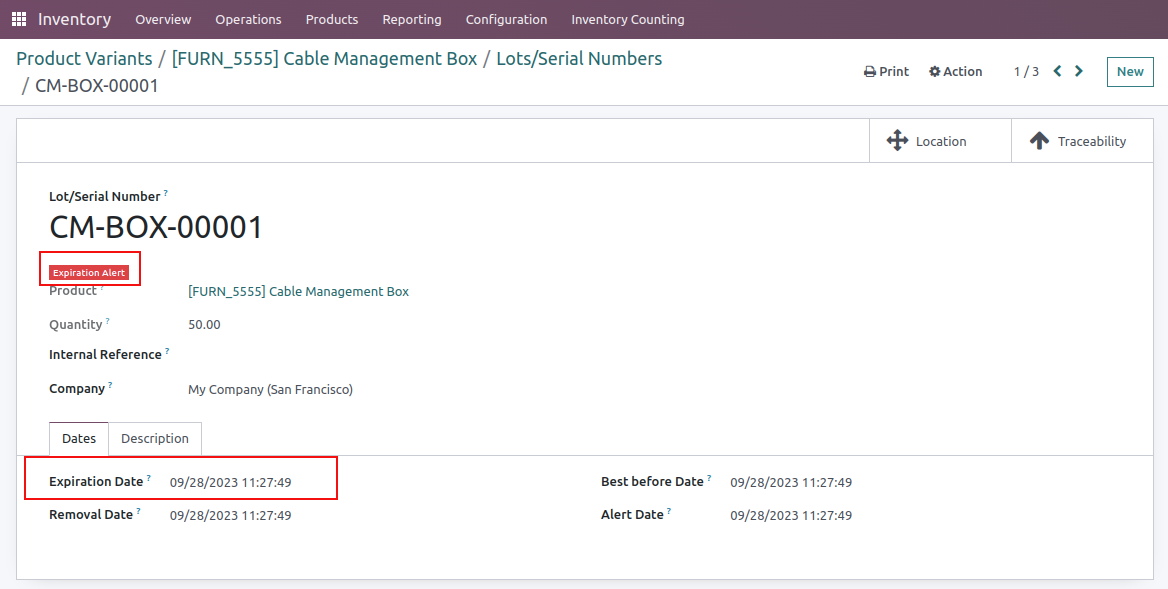 Inventory Overview Operations Products Reporting Configuration Inventory Counting
Product Variants / [FURN_5555] Cable Management Box / Lots/Serial Numbers
/ CM-BOX-00001
Print Action 1 / 3 New
Location Traceability
Lot/Serial Number ?
CM-BOX-00001
Expiration Alert
Product ? [FURN_5555] Cable Management Box
Quantity ? 50.00
Internal Reference ?
Company ? My Company (San Francisco)
Dates Description
Expiration Date ? 09/28/2023 11:27:49 Best before Date ? 09/28/2023 11:27:49
Removal Date ? 09/28/2023 11:27:49 Alert Date ? 09/28/2023 11:27:49